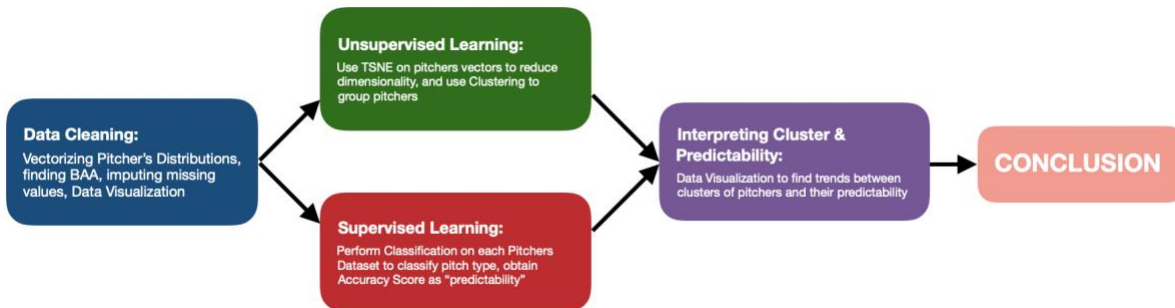 Data Cleaning:
Vectorizing Pitcher's Distributions,
finding BAA, imputing missing
values, Data Visualization
Unsupervised Learning:
Use TSNE on pitchers vectors to reduce
dimensionality, and use Clustering to
group pitchers
Supervised Learning:
Perform Classification on each Pitchers
Dataset to classify pitch type, obtain
Accuracy Score as "predictability"
Interpreting Cluster &
Predictability:
Data Visualization to find trends between
clusters of pitchers and their predictability
CONCLUSION